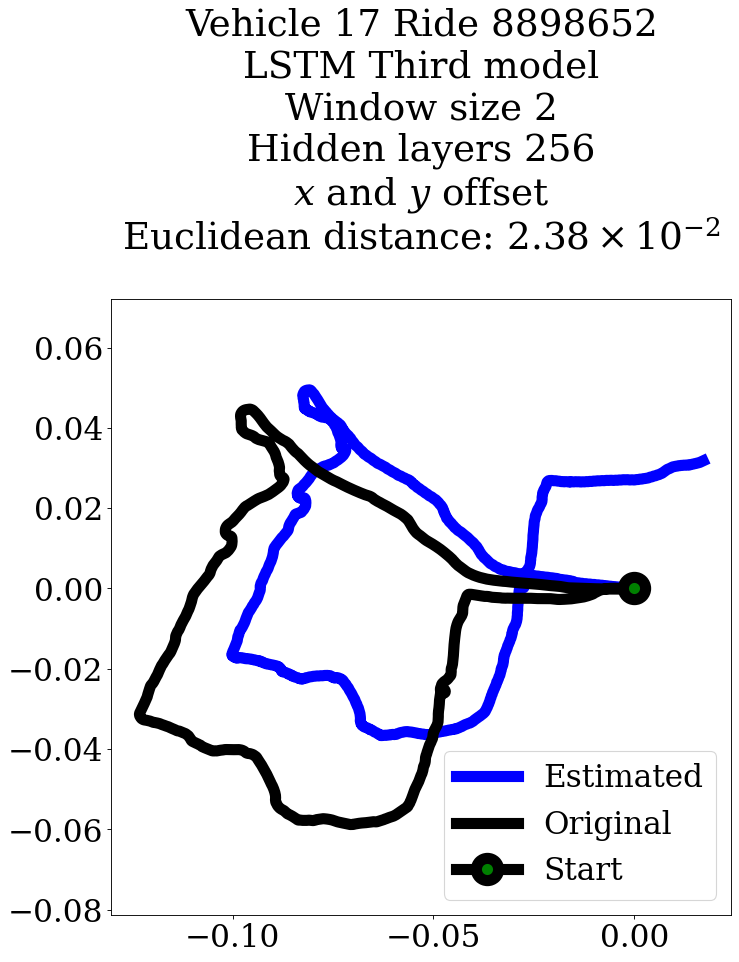 Vehicle 17 Ride 8898652
LSTM Third model
Window size 2
Hidden layers 256
x and y offset
Euclidean distance: 2.38 × 10⁻²
0.06
0.04
0.02
0.00
−0.02
−0.04
−0.06
−0.08
−0.10 −0.05 0.00
Estimated
Original
Start